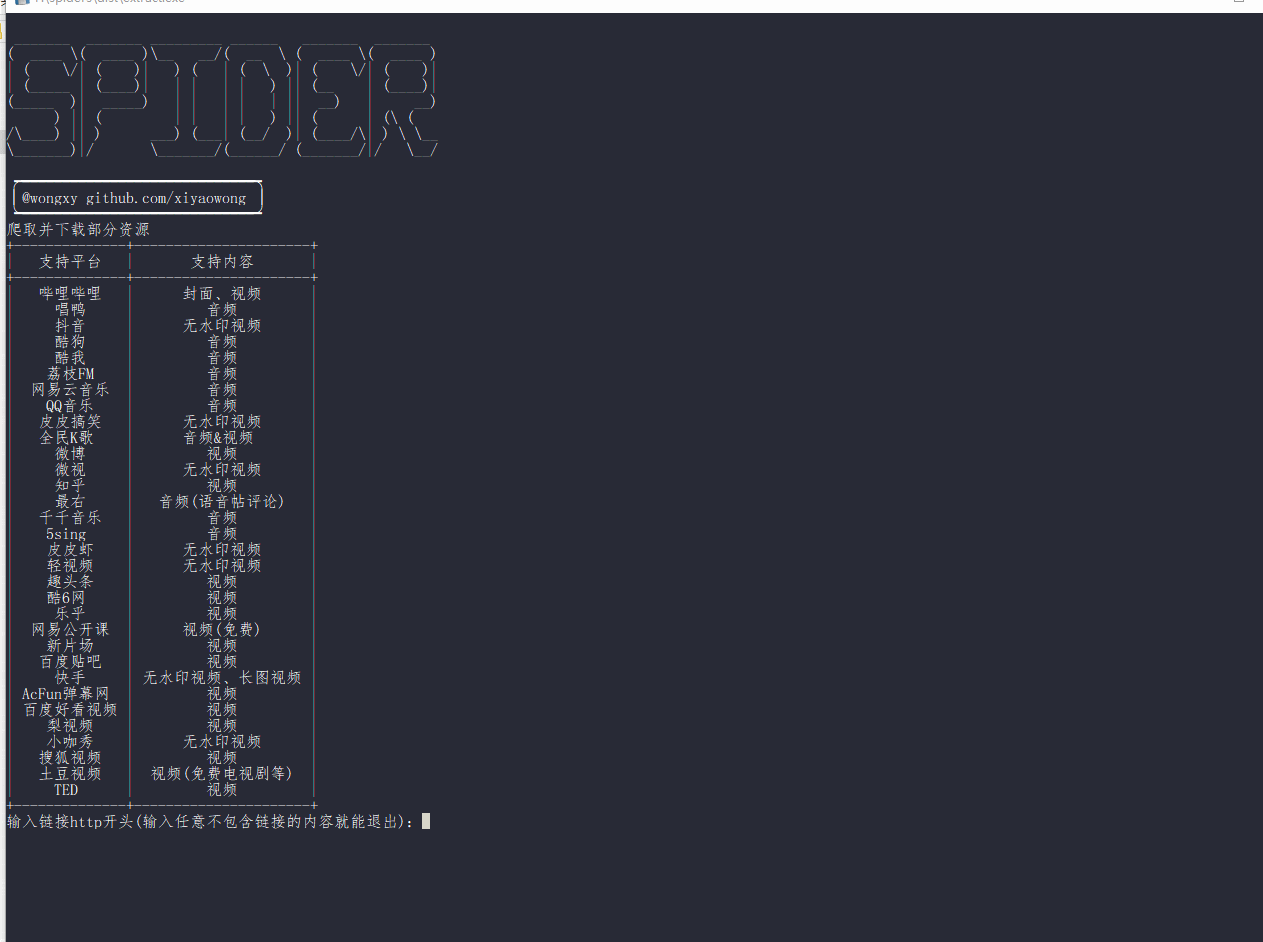 SPIDER
@wongxy github.com/xiyaowong
爬取并下载部分资源
支持平台 支持内容
哔哩哔哩 封面、视频
唱鸭 音频
抖音 无水印视频
酷狗 音频
酷我 音频
荔枝FM 音频
网易云音乐 音频
QQ音乐 音频
皮皮搞笑 无水印视频
全民K歌 音频&视频
微博 视频
微视 无水印视频
知乎 视频
最右 音频(语音帖评论)
千千音乐 音频
5sing 音频
皮皮虾 无水印视频
轻视频 无水印视频
趣头条 视频
酷6网 视频
乐乎 视频
网易公开课 视频(免费)
新片场 视频
百度贴吧 视频
快手 无水印视频、长图视频
AcFun弹幕网 视频
百度好看视频 视频
梨视频 视频
小咖秀 无水印视频
搜狐视频 视频
土豆视频 视频(免费电视剧等)
TED 视频
输入链接http开头(输入任意不包含链接的内容就能退出):